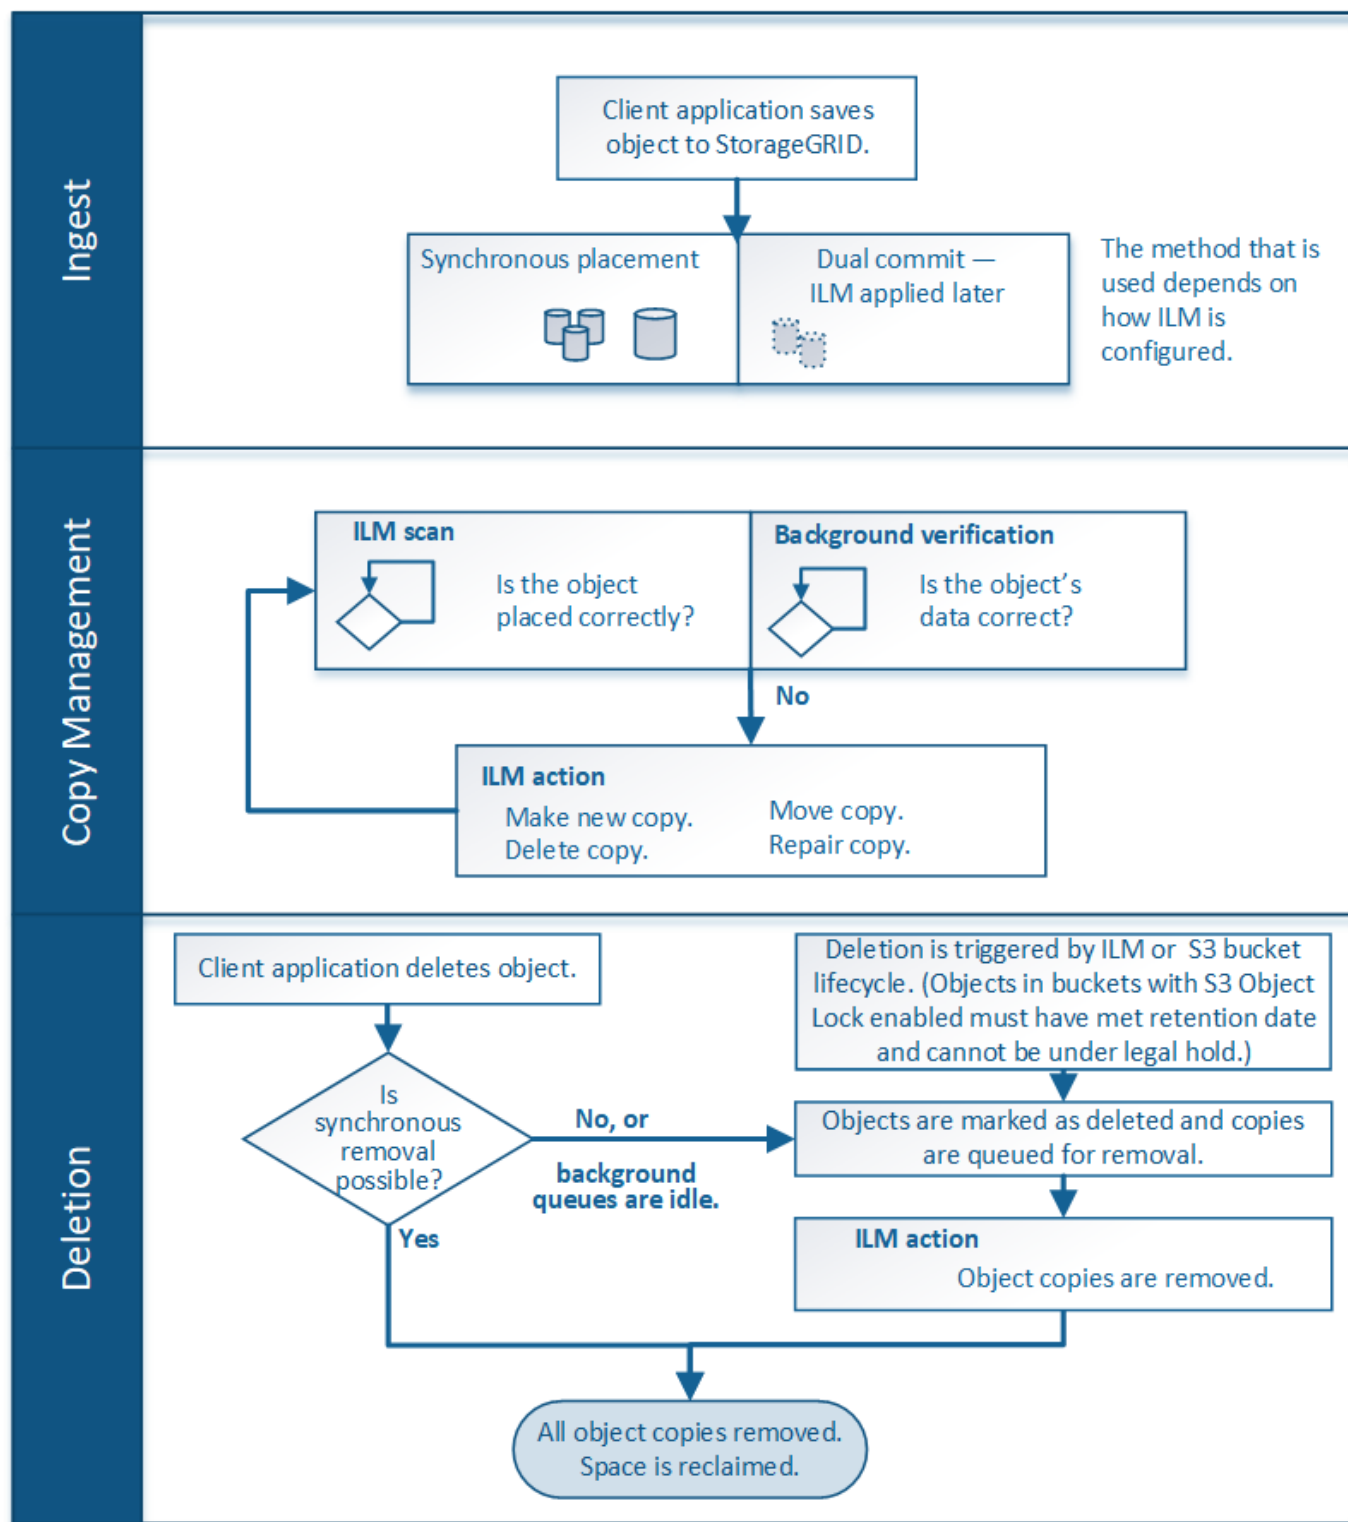 Ingest
Client application saves
object to StorageGRID.
Synchronous placement
Dual commit —
ILM applied later
The method that is
used depends on
how ILM is
configured.
Copy Management
ILM scan
Is the object
placed correctly?
Background verification
Is the object's
data correct?
No
ILM action
Make new copy.
Delete copy.
Move copy.
Repair copy.
Deletion
Client application deletes object.
Is
synchronous
removal
possible?
No, or
background
queues are idle.
Yes
Deletion is triggered by ILM or S3 bucket
lifecycle. (Objects in buckets with S3 Object
Lock enabled must have met retention date
and cannot be under legal hold.)
Objects are marked as deleted and copies
are queued for removal.
ILM action
Object copies are removed.
All object copies removed.
Space is reclaimed.